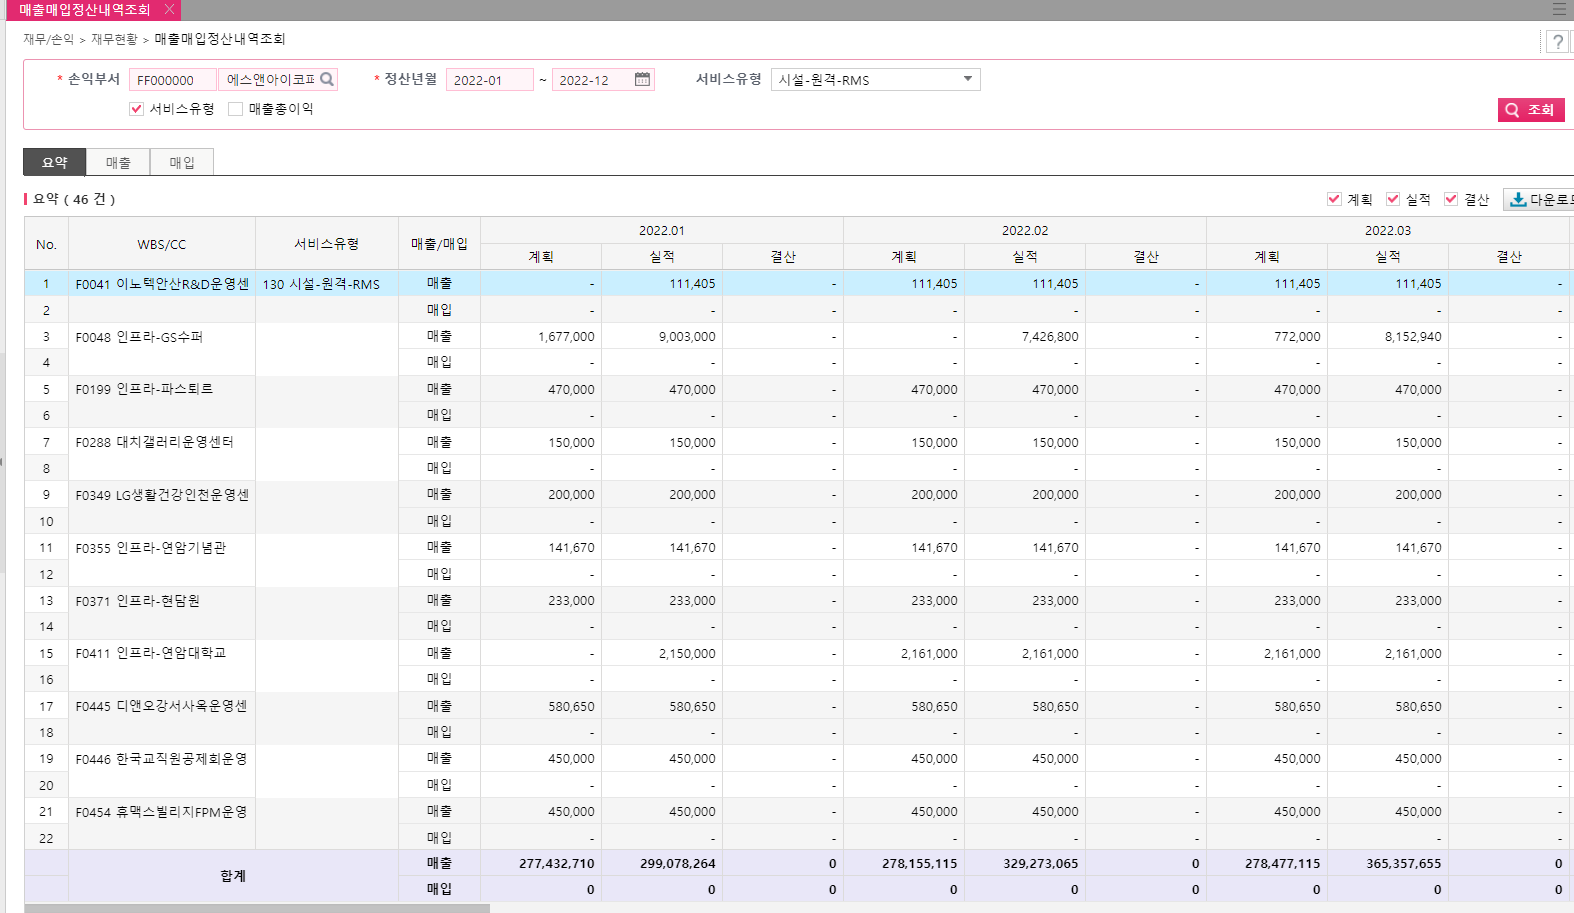 매출매입정산내역조회
재무/손익 > 재무현황 > 매출매입정산내역조회
?
* 손익부서 FF000000 에스앤아이코퍼 * 정산년월 2022-01 ~ 2022-12 서비스유형 시설-원격-RMS
서비스유형 매출총이익
조회
요약 매출 매입
요약 ( 46 건 ) 계획 실적 결산 다운로드
No. WBS/CC 서비스유형 매출/매입 2022.01 2022.02 2022.03
계획 실적 결산 계획 실적 결산 계획 실적 결산
1 F0041 이노텍안산R&D운영센 130 시설-원격-RMS 매출 - 111,405 - 111,405 111,405 - 111,405 111,405 -
2 매입 - - - - - - - - -
3 F0048 인프라-GS수퍼 매출 1,677,000 9,003,000 - - 7,426,800 - 772,000 8,152,940 -
4 매입 - - - - - - - - -
5 F0199 인프라-파스퇴르 매출 470,000 470,000 - 470,000 470,000 - 470,000 470,000 -
6 매입 - - - - - - - - -
7 F0288 대치갤러리운영센터 매출 150,000 150,000 - 150,000 150,000 - 150,000 150,000 -
8 매입 - - - - - - - - -
9 F0349 LG생활건강인천운영센 매출 200,000 200,000 - 200,000 200,000 - 200,000 200,000 -
10 매입 - - - - - - - - -
11 F0355 인프라-연암기념관 매출 141,670 141,670 - 141,670 141,670 - 141,670 141,670 -
12 매입 - - - - - - - - -
13 F0371 인프라-현담원 매출 233,000 233,000 - 233,000 233,000 - 233,000 233,000 -
14 매입 - - - - - - - - -
15 F0411 인프라-연암대학교 매출 - 2,150,000 - 2,161,000 2,161,000 - 2,161,000 2,161,000 -
16 매입 - - - - - - - - -
17 F0445 디앤오강서사옥운영센 매출 580,650 580,650 - 580,650 580,650 - 580,650 580,650 -
18 매입 - - - - - - - - -
19 F0446 한국교직원공제회운영 매출 450,000 450,000 - 450,000 450,000 - 450,000 450,000 -
20 매입 - - - - - - - - -
21 F0454 휴맥스빌리지FPM운영 매출 450,000 450,000 - 450,000 450,000 - 450,000 450,000 -
22 매입 - - - - - - - - -
합계 매출 277,432,710 299,078,264 0 278,155,115 329,273,065 0 278,477,115 365,357,655 0
매입 0 0 0 0 0 0 0 0 0